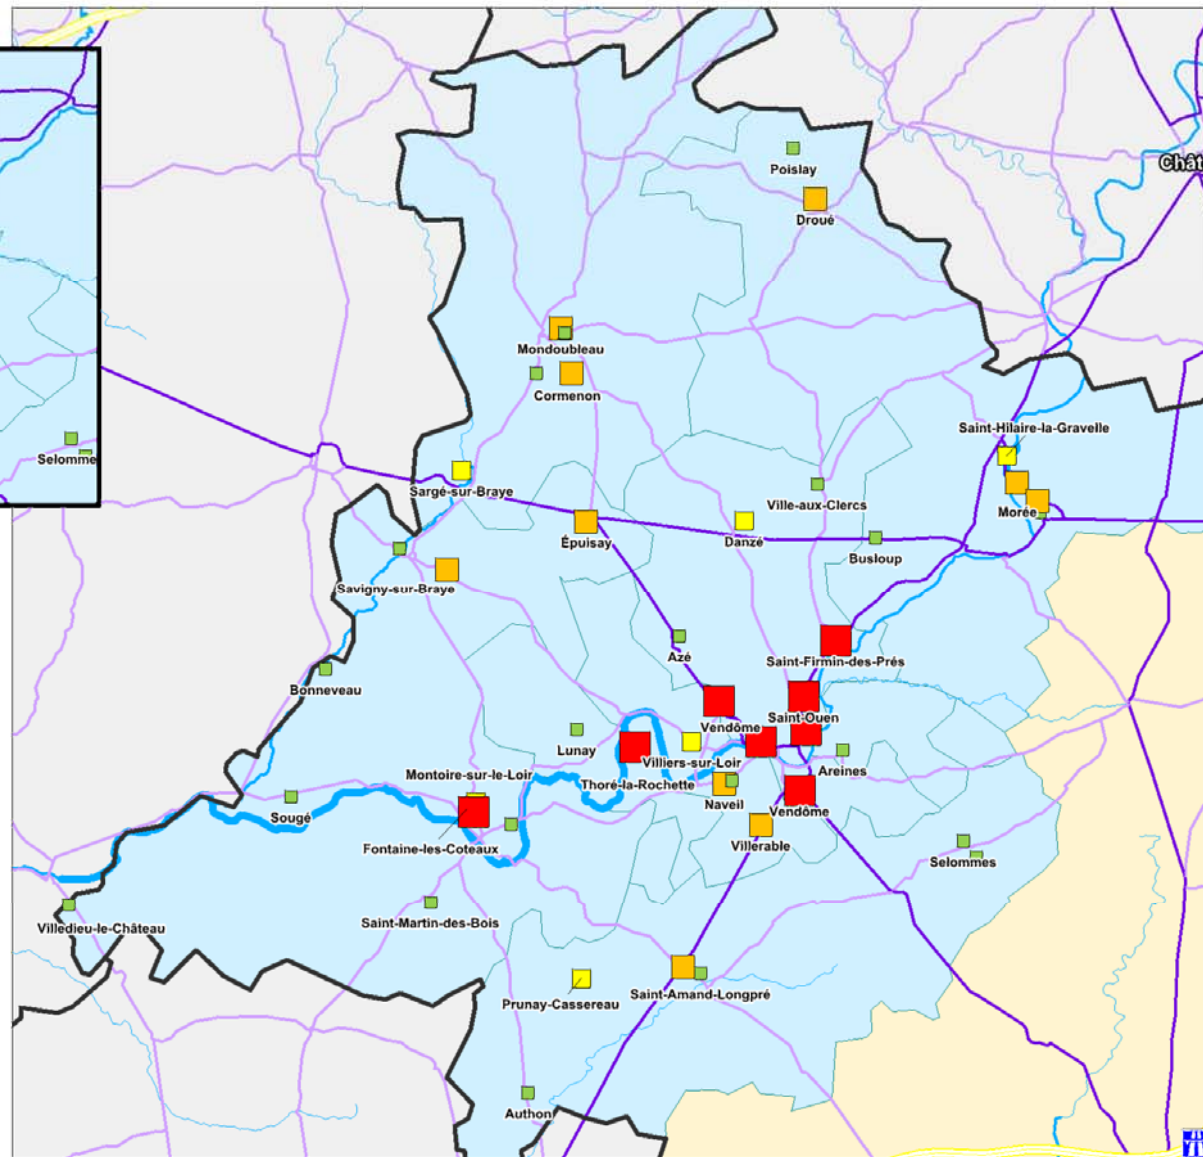 Chât
Poislay
Droué
Mondoubleau
Cormenon
Saint-Hilaire-la-Gravelle
Selomme
Sargé-sur-Braye
Ville-aux-Clercs
Morée
Épuisay
Danzé
Busloup
Savigny-sur-Braye
Azé
Saint-Firmin-des-Prés
Bonneveau
Saint-Ouen
Vendôme
Lunay
Villiers-sur-Loir
Areines
Montoire-sur-le-Loir
Thoré-la-Rochette
Naveil
Vendôme
Sougé
Fontaine-les-Coteaux
Villerable
Selommes
Villedieu-le-Château
Saint-Martin-des-Bois
Saint-Amand-Longpré
Prunay-Cassereau
Authon